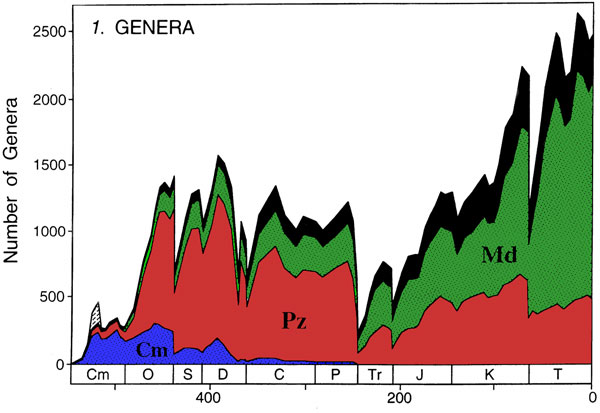 1. GENERA
Number of Genera
2500
2000
1500
1000
500
0
Md
Pz
Cm
Cm O S D C P Tr J K T
400 200 0